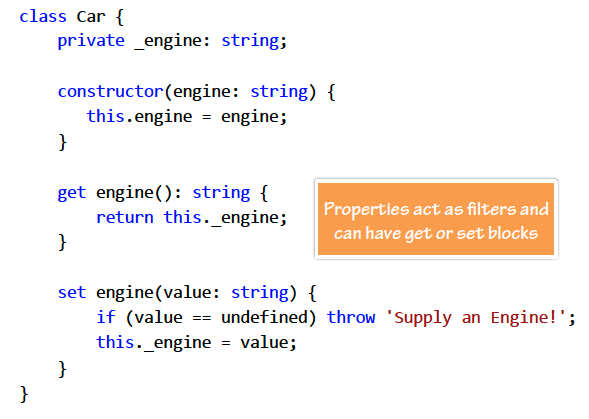 class Car {
    private _engine: string;

    constructor(engine: string) {
       this.engine = engine;
    }

    get engine(): string {
        return this._engine;
    }

Properties act as filters and
can have get or set blocks

    set engine(value: string) {
        if (value == undefined) throw 'Supply an Engine!';
        this._engine = value;
    }
}